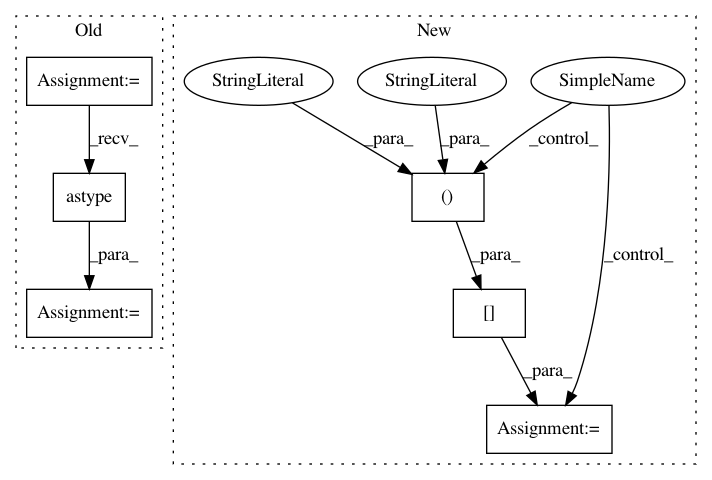 Old
New
Assignment:=
StringLiteral
StringLiteral
SimpleName
_recv_
_para_
_para_
_control_
astype
()
_para_
_para_
_control_
Assignment:=
[]
_para_
Assignment:=